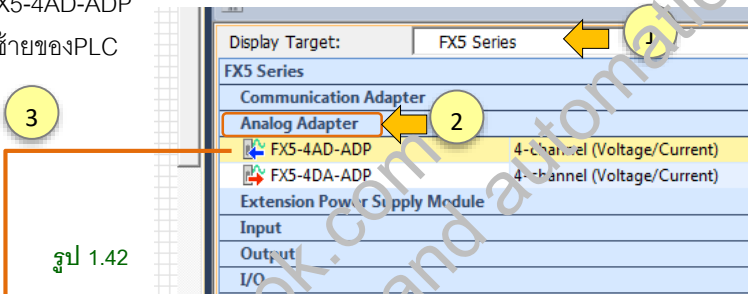 FX5-4AD-ADP
ซ้ายของPLC
3
รูป 1.42
Display Target: FX5 Series
1
FX5 Series
Communication Adapter
Analog Adapter
2
FX5-4AD-ADP 4-channel (Voltage/Current)
FX5-4DA-ADP 4-channel (Voltage/Current)
Extension Power Supply Module
Input
Output
I/O